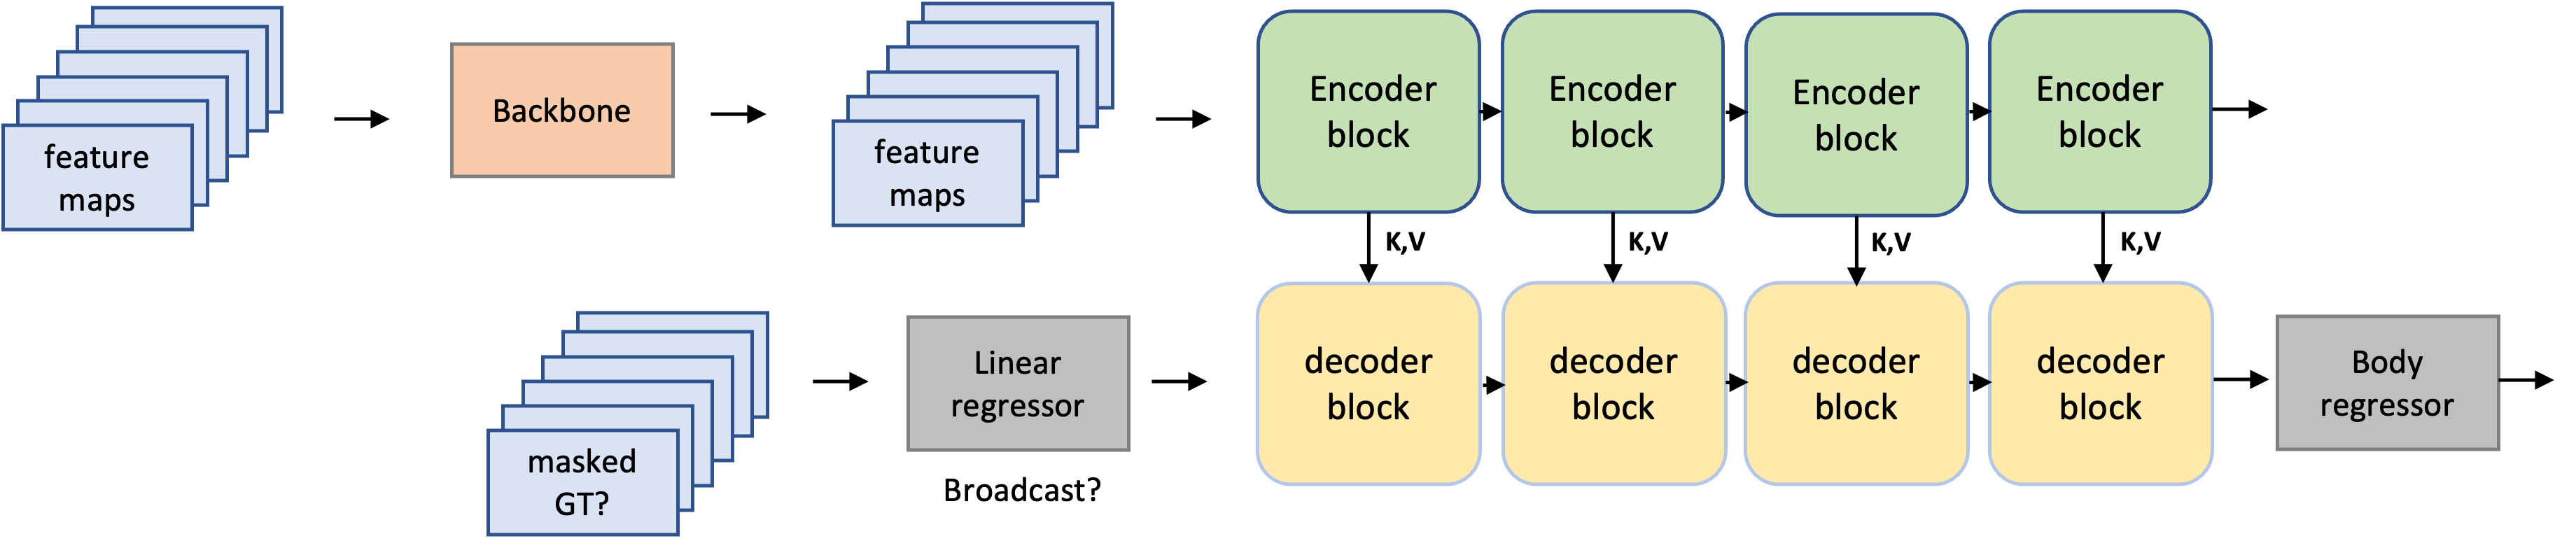 feature
maps
Backbone
feature
maps
Encoder
block
Encoder
block
Encoder
block
Encoder
block
K,V
K,V
K,V
K,V
masked
GT?
Linear
regressor
Broadcast?
decoder
block
decoder
block
decoder
block
decoder
block
Body
regressor